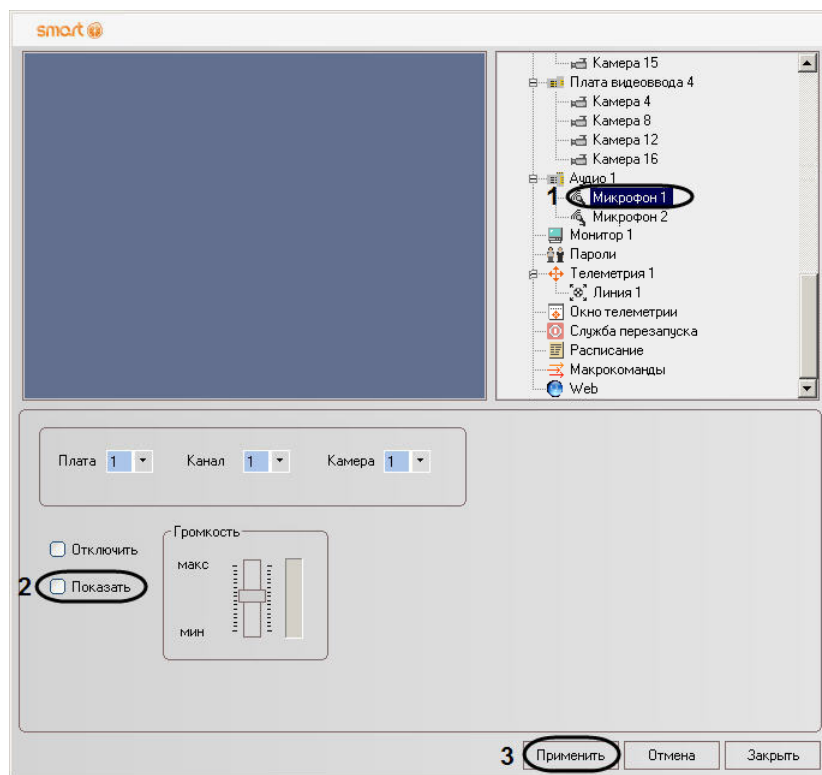 smart
Камера 15
Плата видеоввода 4
Камера 4
Камера 8
Камера 12
Камера 16
Аудио 1
1 Микрофон 1
Микрофон 2
Монитор 1
Пароли
Телеметрия 1
Линия 1
Окно телеметрии
Служба перезапуска
Расписание
Макрокоманды
Web
Плата 1 Канал 1 Камера 1
Отключить
2 Показать
Громкость
макс
мин
3 Применить Отмена Закрыть